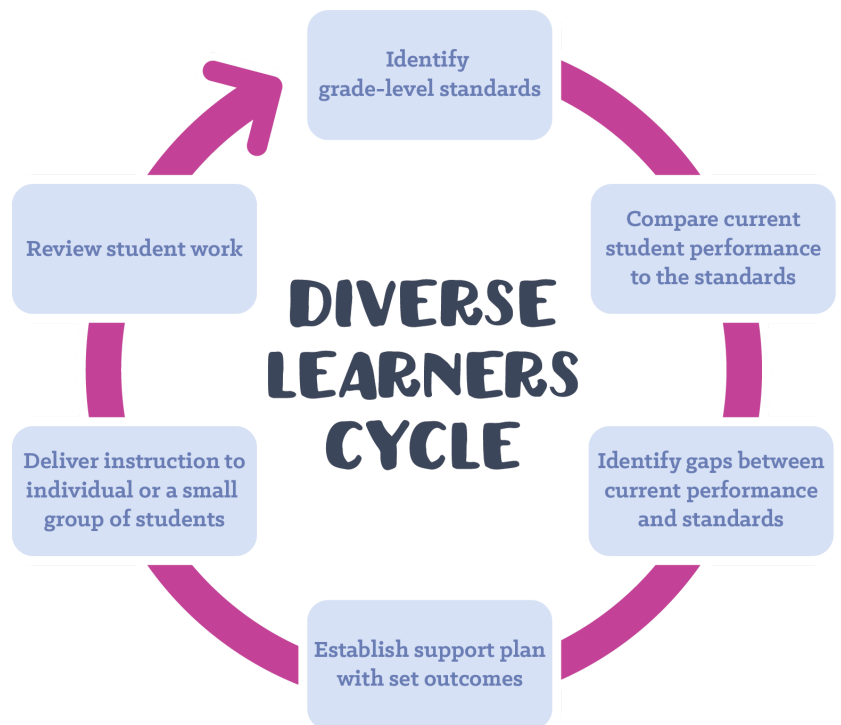 Identify
grade-level standards
Compare current
student performance
to the standards
Identify gaps between
current performance
and standards
Establish support plan
with set outcomes
Deliver instruction to
individual or a small
group of students
Review student work
DIVERSE
LEARNERS
CYCLE